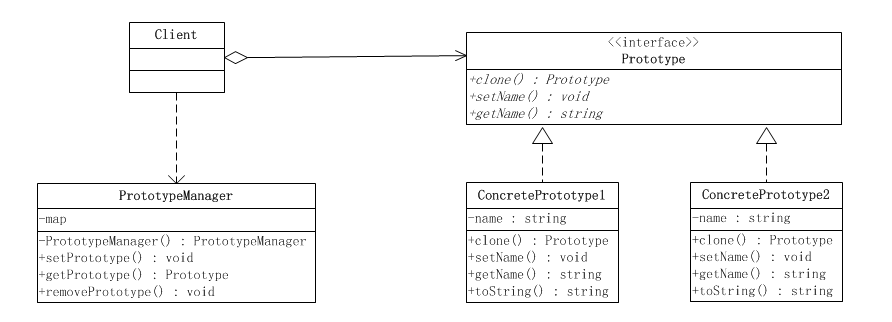 Client
<<interface>>
Prototype
+clone() : Prototype
+setName() : void
+getName() : string
PrototypeManager
-map
-PrototypeManager() : PrototypeManager
+setPrototype() : void
+getPrototype() : Prototype
+removePrototype() : void
ConcretePrototype1
-name : string
+clone() : Prototype
+setName() : void
+getName() : string
+toString() : string
ConcretePrototype2
-name : string
+clone() : Prototype
+setName() : void
+getName() : string
+toString() : string